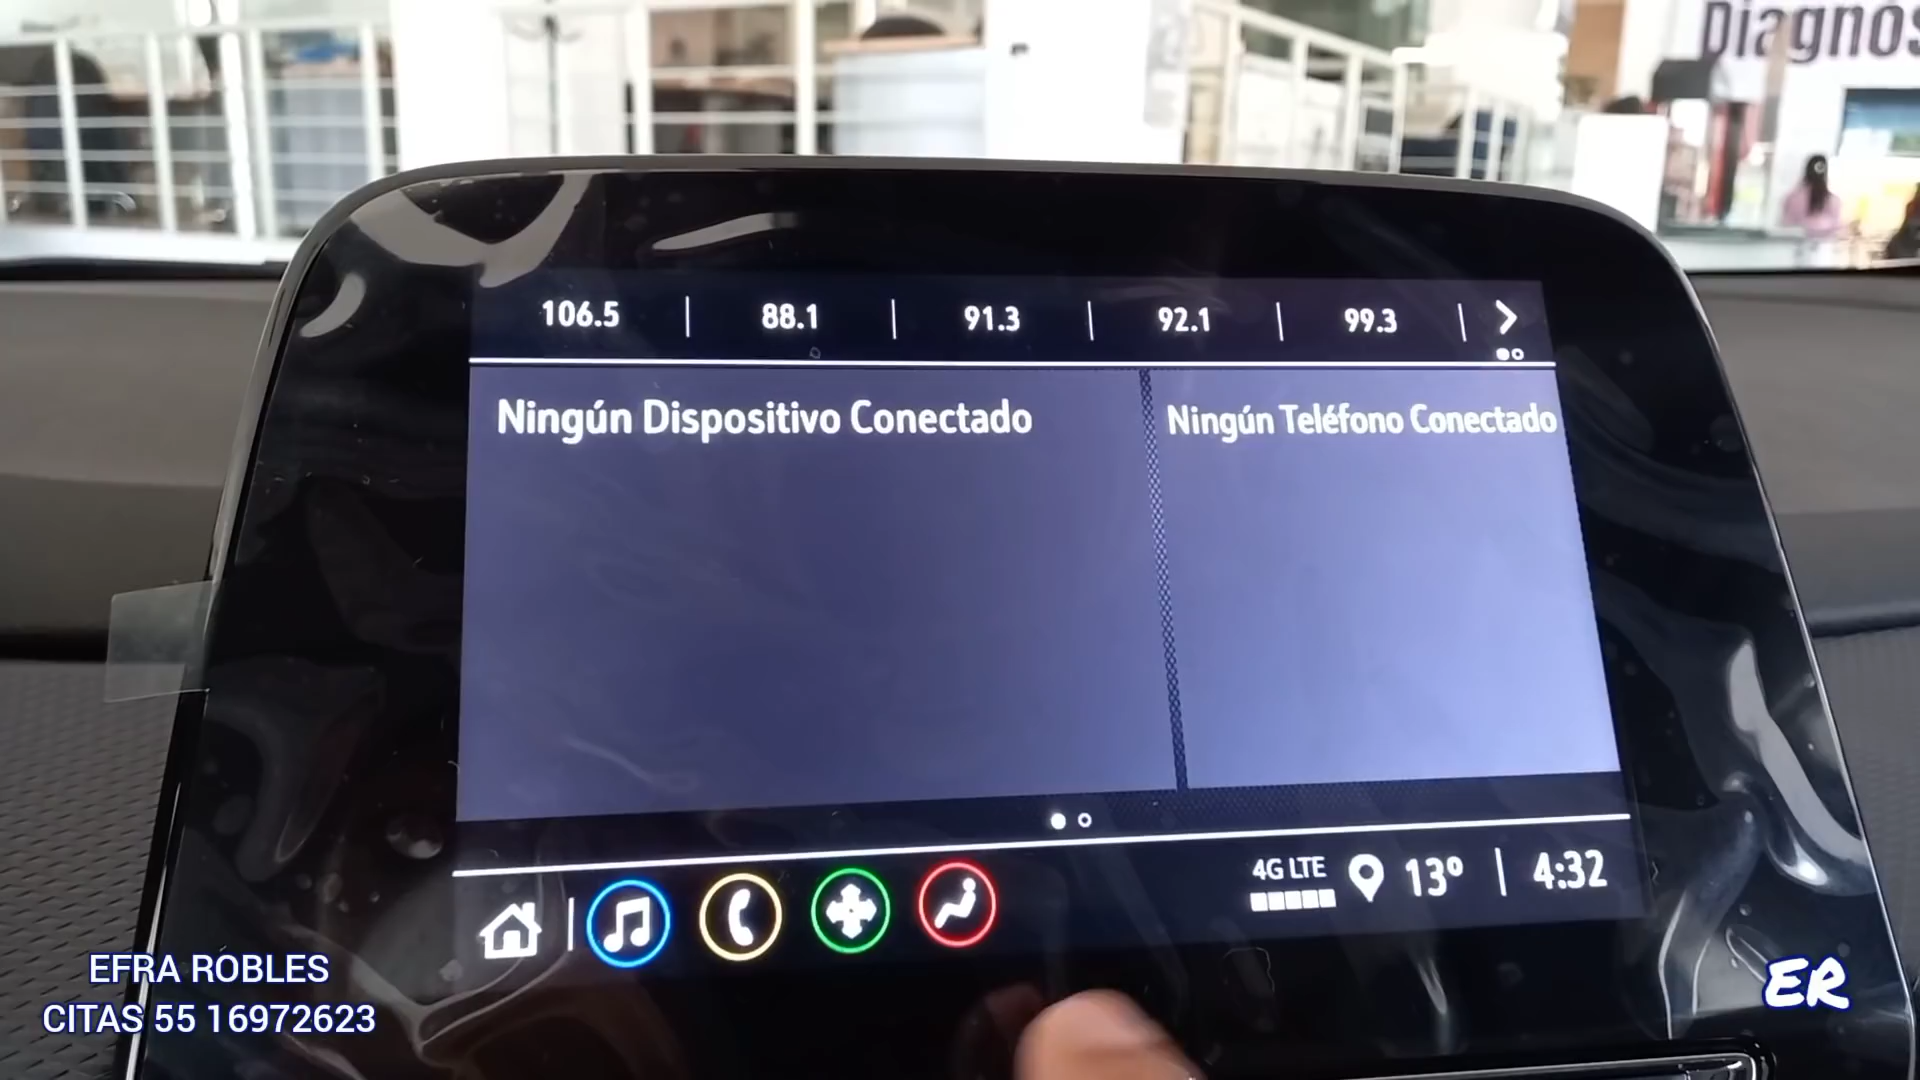 Diagnos
106.5 | 88.1 | 91.3 | 92.1 | 99.3 |
Ningún Dispositivo Conectado
Ningún Teléfono Conectado
4G LTE 13° | 4:32
EFRA ROBLES
CITAS 55 16972623
ER